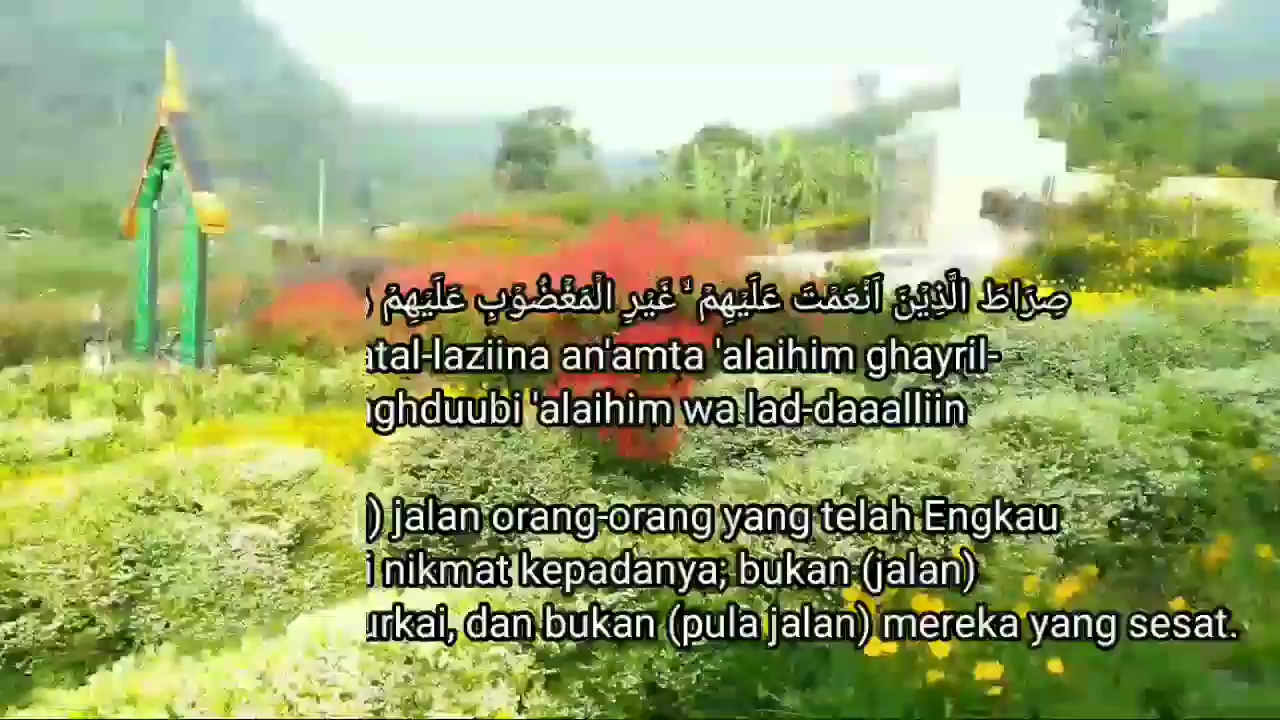 صِرَاطَ الَّذِيْنَ اَنْعَمْتَ عَلَيْهِمْ ۙ غَيْرِ الْمَغْضُوْبِ عَلَيْهِمْ
atal-laziina an'amta 'alaihim ghayril-
ghduubi 'alaihim wa lad-daaalliin
) jalan orang-orang yang telah Engkau
i nikmat kepadanya; bukan (jalan)
urkai, dan bukan (pula jalan) mereka yang sesat.